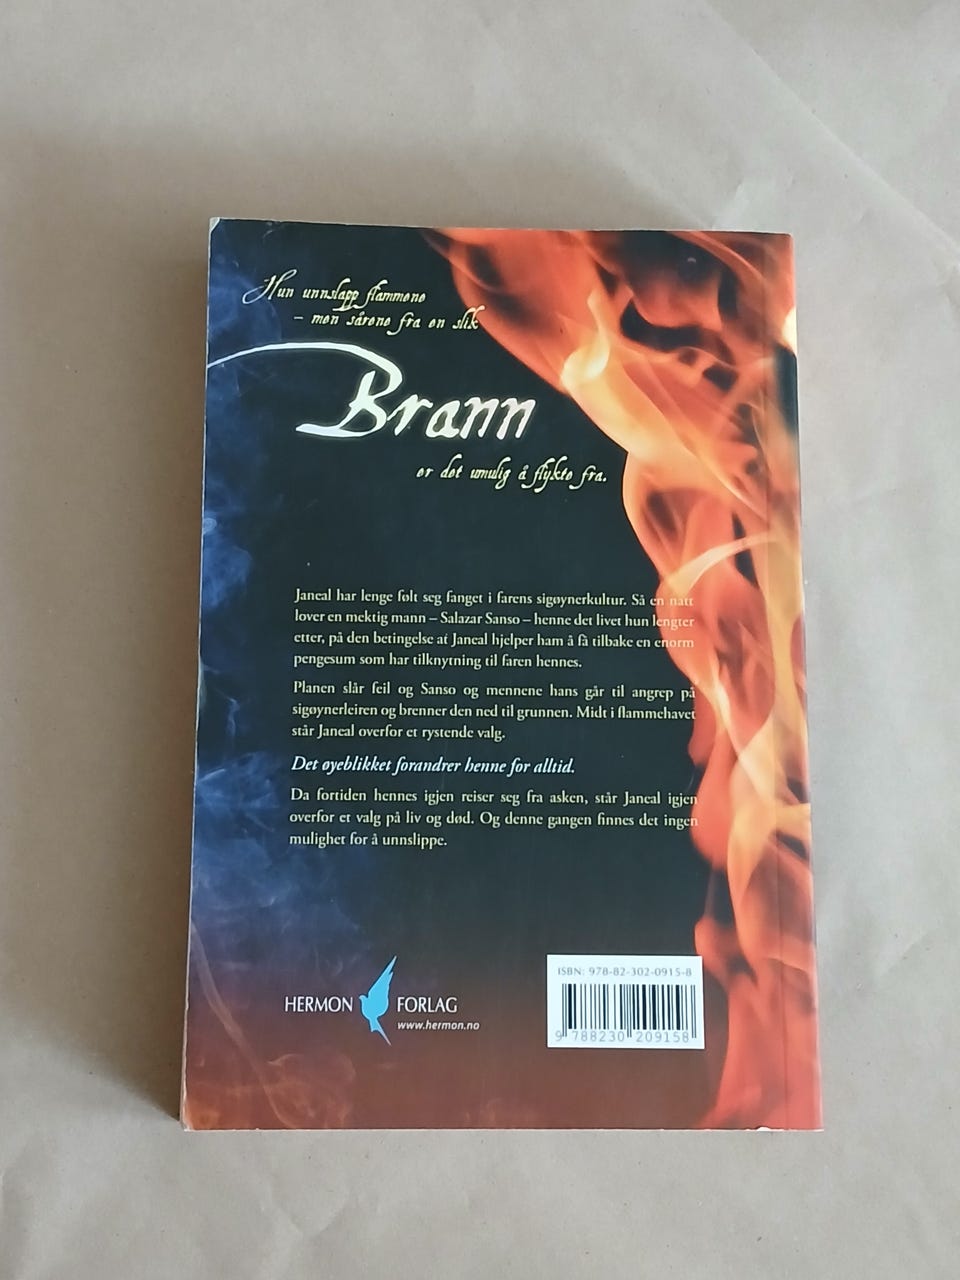 Hun unnslapp flammene
– men sårene fra en slik
Brann
er det umulig å flykte fra.
Janeal har lenge følt seg fanget i farens sigøynerkultur. Så en natt
lover en mektig mann – Salazar Sanso – henne det livet hun lengter
etter, på den betingelse at Janeal hjelper ham å få tilbake en enorm
pengesum som har tilknytning til faren hennes.
Planen slår feil og Sanso og mennene hans går til angrep på
sigøynerleiren og brenner den ned til grunnen. Midt i flammehavet
står Janeal overfor et rystende valg.
Det øyeblikket forandrer henne for alltid.
Da fortiden hennes igjen reiser seg fra asken, står Janeal igjen
overfor et valg på liv og død. Og denne gangen finnes det ingen
mulighet for å unnslippe.
HERMON FORLAG
www.hermon.no
ISBN: 978-82-302-0915-8
9 788230 209158